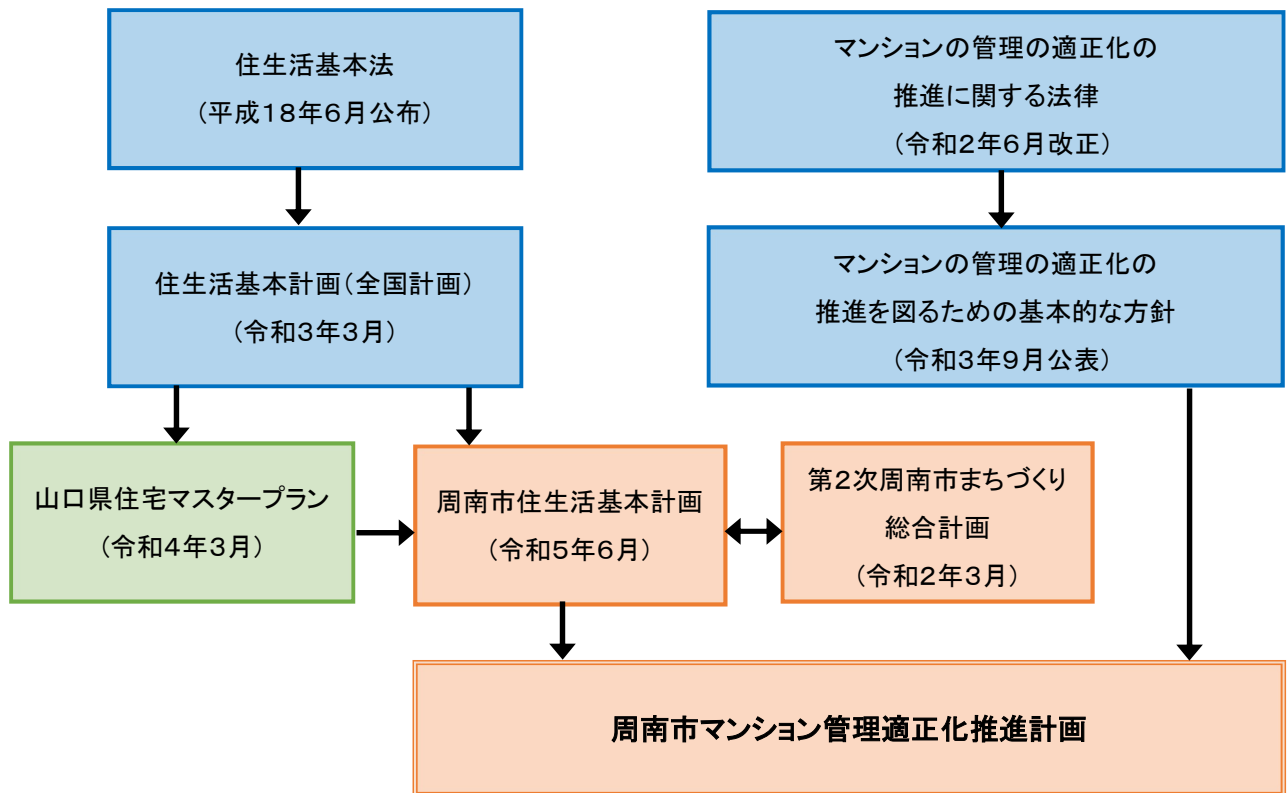 住生活基本法
(平成18年6月公布)
マンションの管理の適正化の
推進に関する法律
(令和2年6月改正)
住生活基本計画(全国計画)
(令和3年3月)
マンションの管理の適正化の
推進を図るための基本的な方針
(令和3年9月公表)
山口県住宅マスタープラン
(令和4年3月)
周南市住生活基本計画
(令和5年6月)
第2次周南市まちづくり
総合計画
(令和2年3月)
周南市マンション管理適正化推進計画